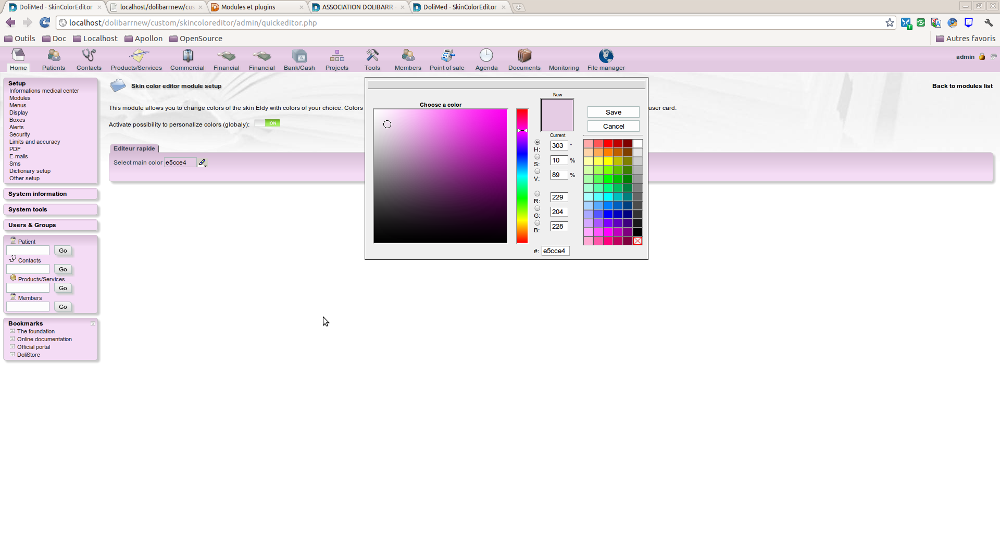 DoliMed - SkinColorEditor
localhost/dolibarrnew/cus
Modules et plugins
ASSOCIATION DOLIBARR -
DoliMed - SkinColorEditor
localhost/dolibarrnew/custom/skincoloreditor/admin/quickeditor.php
Outils Doc Localhost Apollon OpenSource Autres favoris
Home Patients Contacts Products/Services Commercial Financial Financial Bank/Cash Projects Tools Members Point of sale Agenda Documents Monitoring File manager admin
Setup
Informations medical center
Modules
Menus
Display
Boxes
Alerts
Security
Limits and accuracy
PDF
E-mails
Sms
Dictionary setup
Other setup
System information
System tools
Users & Groups
Patient
Go
Contacts
Go
Products/Services
Go
Members
Go
Bookmarks
The foundation
Online documentation
Official portal
DoliStore
Skin color editor module setup
Back to modules list
This module allows you to change colors of the skin Eldy with colors of your choice. Colors user card.
Activate possibility to personalize colors (globaly): ON
Editeur rapide
Select main color e5cce4
Choose a color
New
Current
Save
Cancel
H: 303 °
S: 10 %
V: 89 %
R: 229
G: 204
B: 228
#: e5cce4